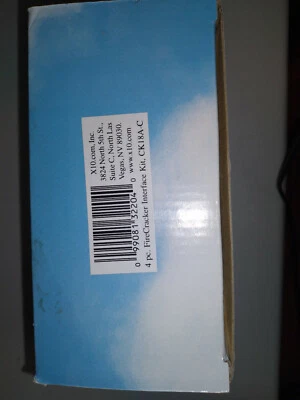 X10.com, Inc.
3824 North 5th St.,
Suite C, North Las
Vegas, NV 89030.
www.x10.com
0 99081 32204 0
4 pc. FireCracker Interface Kit, CK18A-C